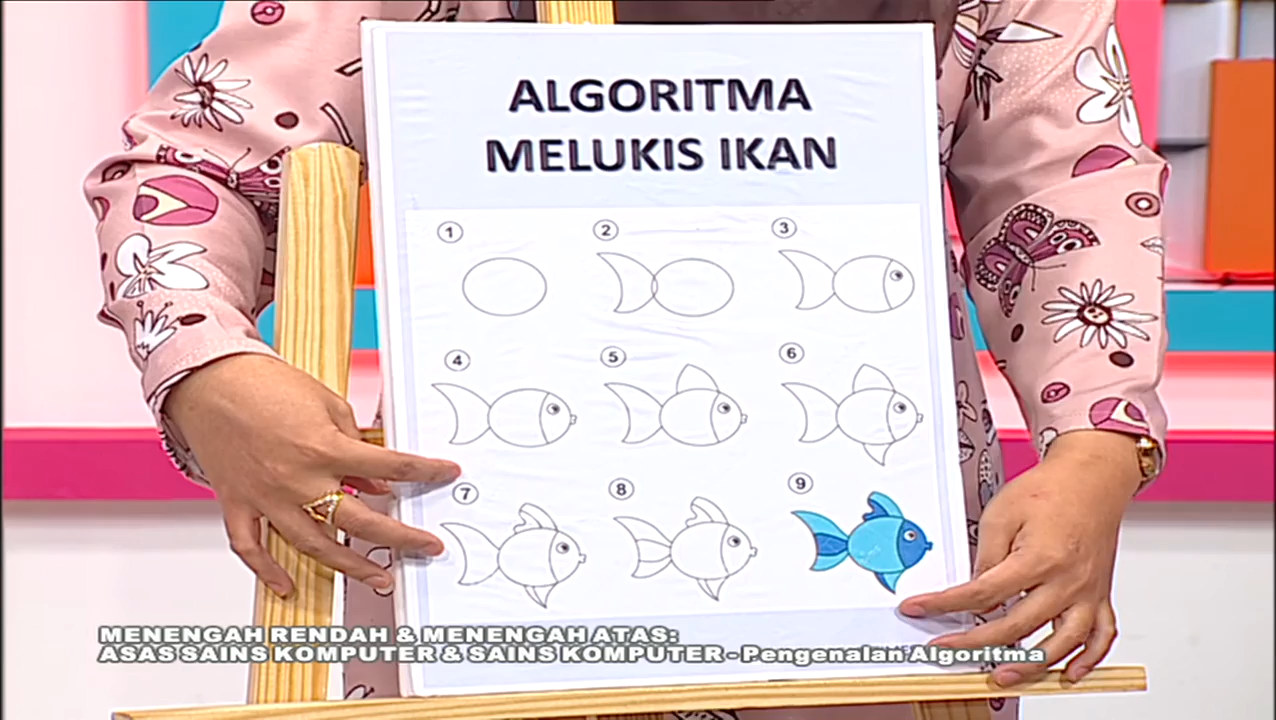 ALGORITMA
MELUKIS IKAN
1 2 3
4 5 6
7 8 9
MENENGAH RENDAH & MENENGAH ATAS:
ASAS SAINS KOMPUTER & SAINS KOMPUTER - Pengenalan Algoritma